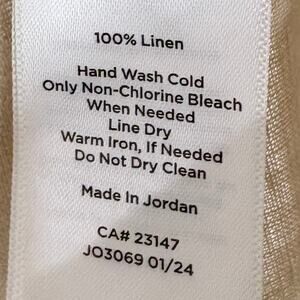 100% Linen
Hand Wash Cold
Only Non-Chlorine Bleach
When Needed
Line Dry
Warm Iron, If Needed
Do Not Dry Clean
Made In Jordan
CA# 23147
JO3069 01/24